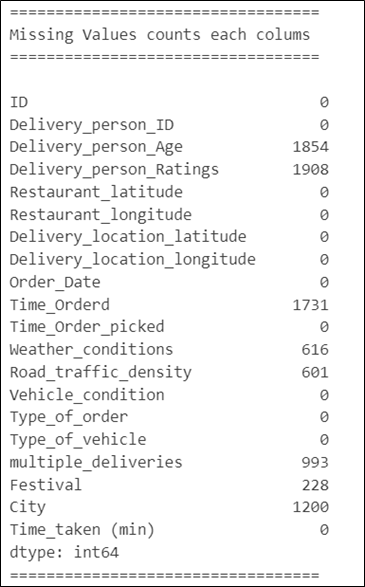 ==================================
Missing Values counts each colums
==================================
ID 0
Delivery_person_ID 0
Delivery_person_Age 1854
Delivery_person_Ratings 1908
Restaurant_latitude 0
Restaurant_longitude 0
Delivery_location_latitude 0
Delivery_location_longitude 0
Order_Date 0
Time_Orderd 1731
Time_Order_picked 0
Weather_conditions 616
Road_traffic_density 601
Vehicle_condition 0
Type_of_order 0
Type_of_vehicle 0
multiple_deliveries 993
Festival 228
City 1200
Time_taken (min) 0
dtype: int64
==================================